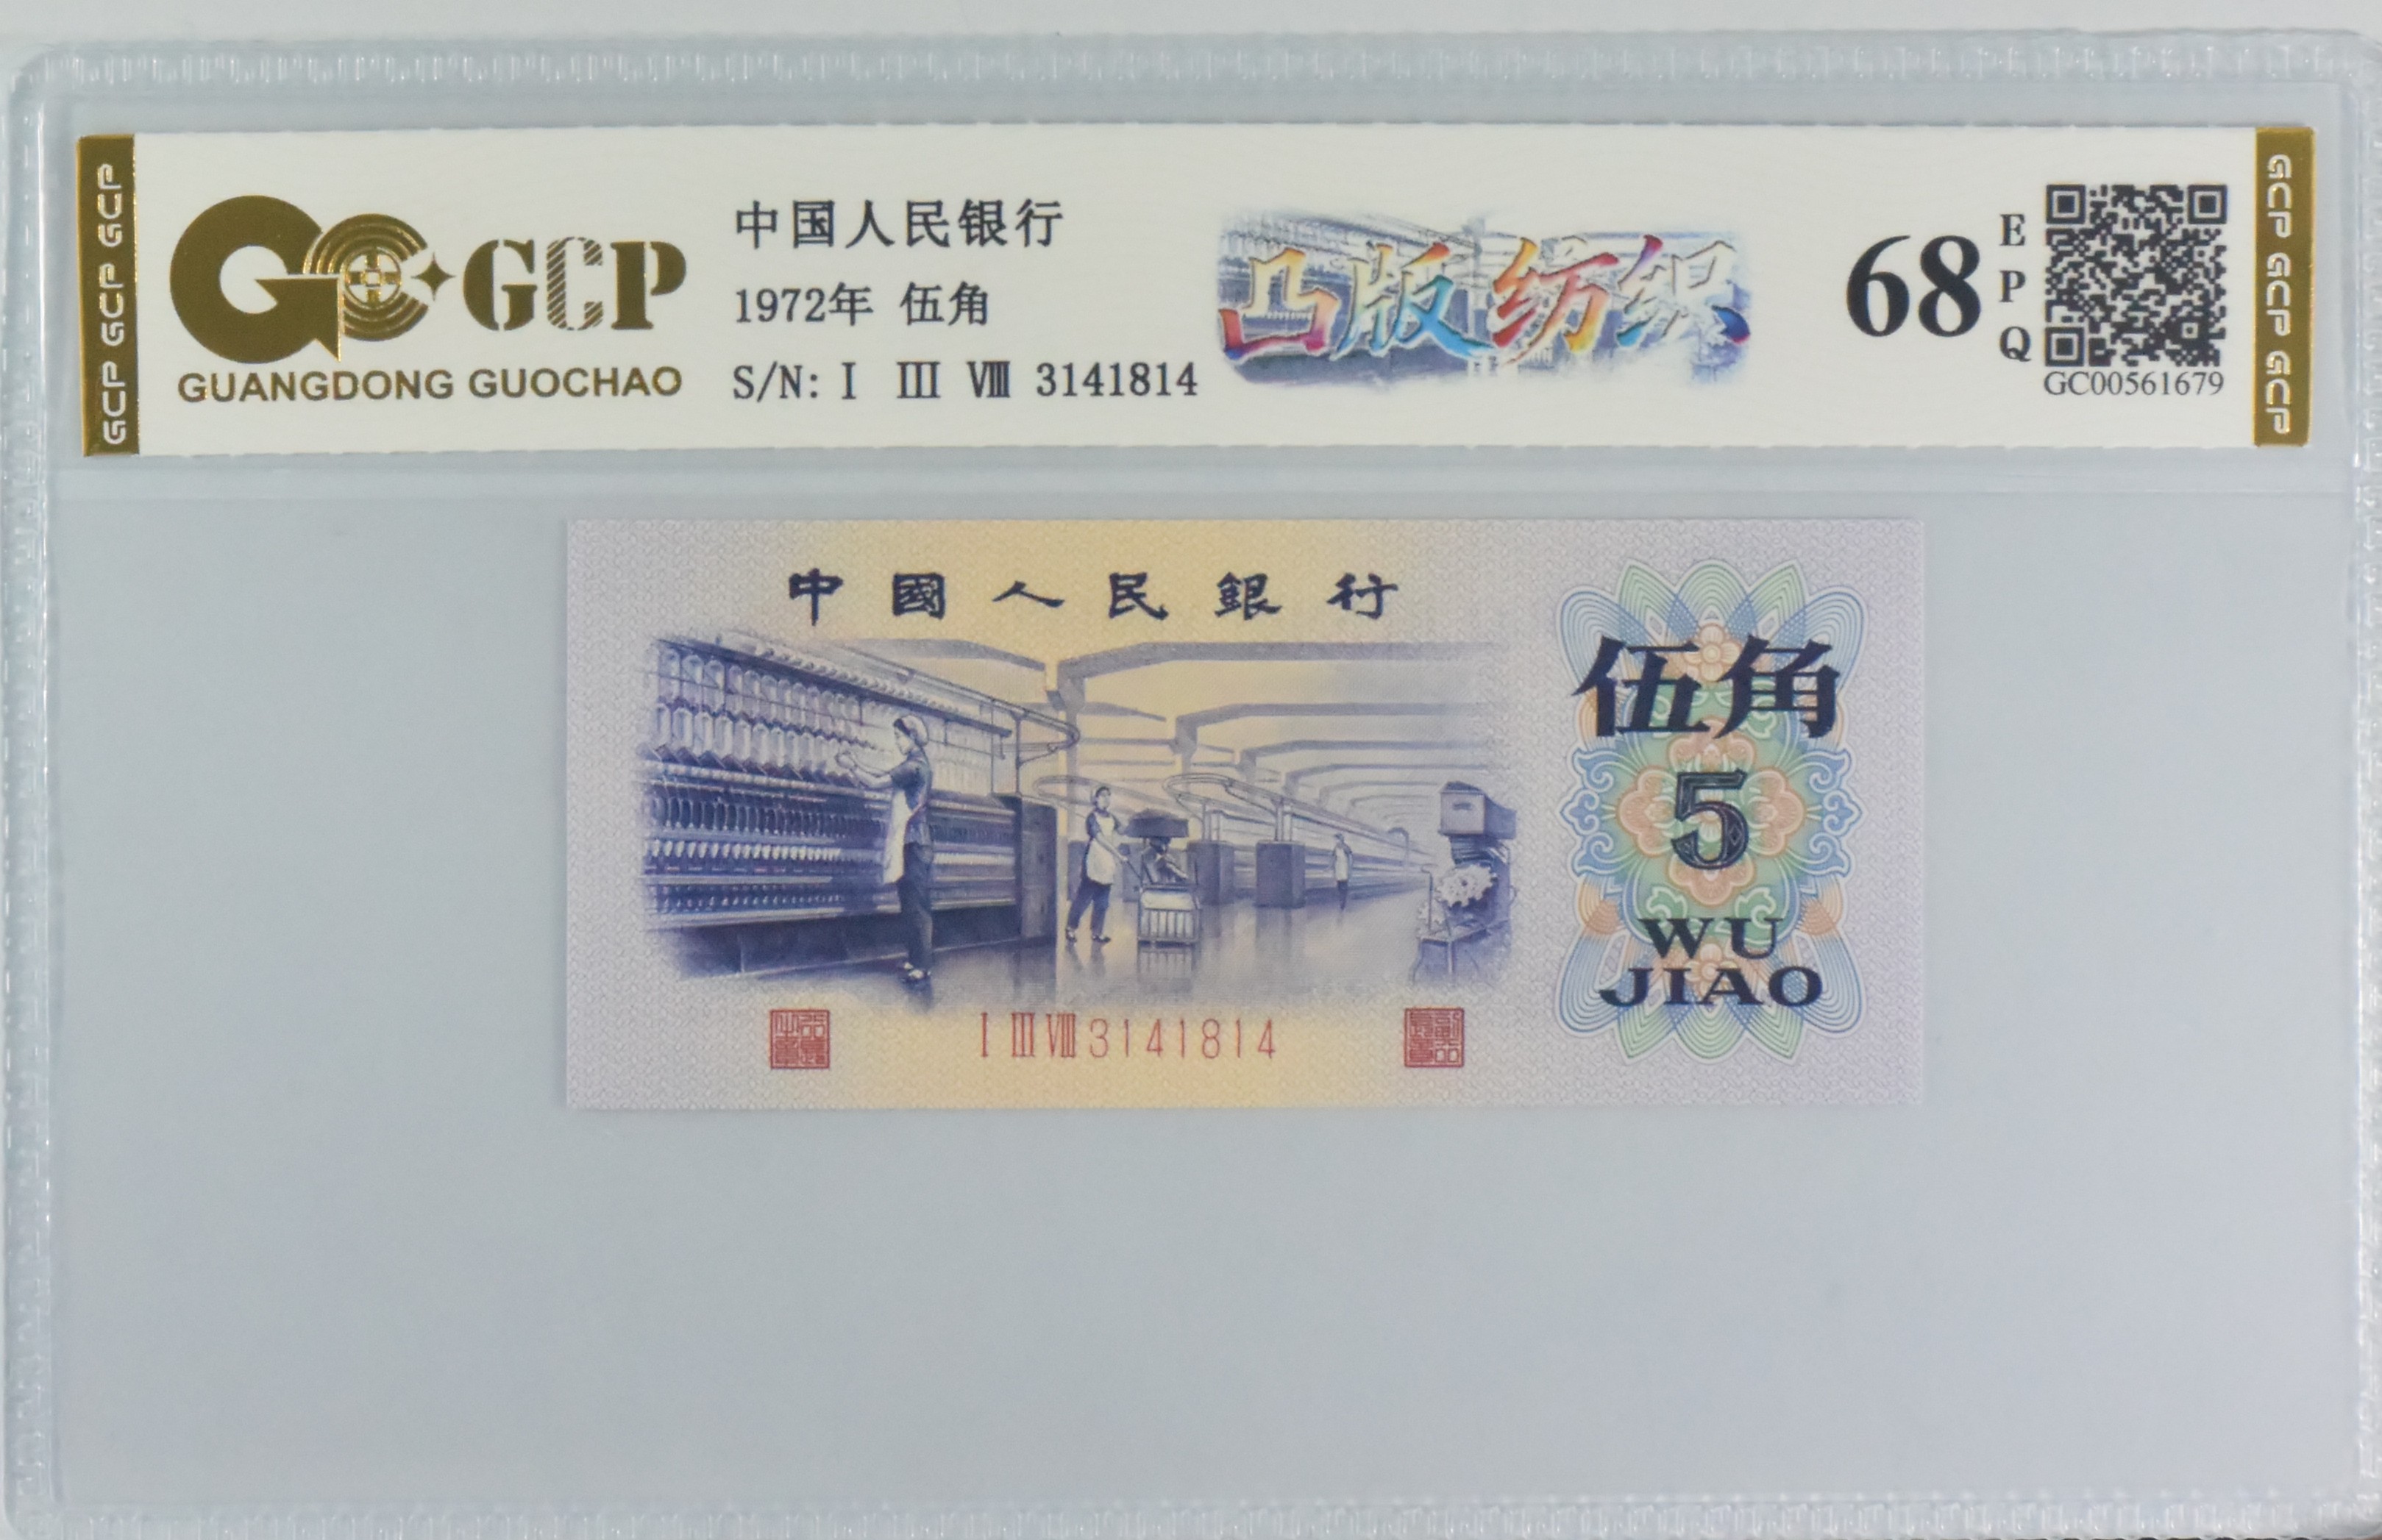 GCP GCP GCP
GCP
GUANGDONG GUOCHAO
中国人民银行
1972年 伍角
S/N: I III VIII 3141814
凸版纺织
68
EPQ
GC00561679
GCP GCP GCP
中國人民銀行
伍角
5
WU
JIAO
I III VIII 3141814